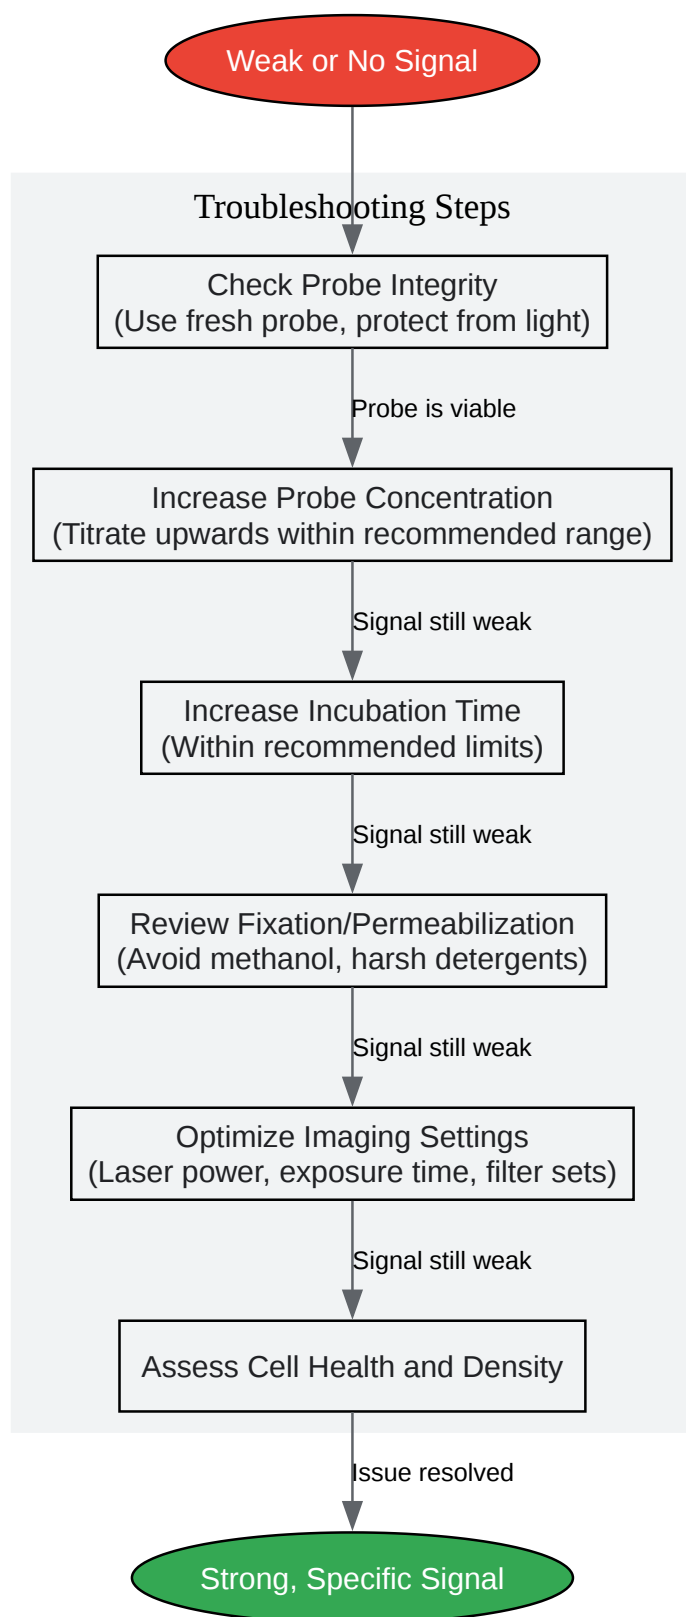 Weak or No Signal
Troubleshooting Steps
Check Probe Integrity
(Use fresh probe, protect from light)
Probe is viable
Increase Probe Concentration
(Titrate upwards within recommended range)
Signal still weak
Increase Incubation Time
(Within recommended limits)
Signal still weak
Review Fixation/Permeabilization
(Avoid methanol, harsh detergents)
Signal still weak
Optimize Imaging Settings
(Laser power, exposure time, filter sets)
Signal still weak
Assess Cell Health and Density
Issue resolved
Strong, Specific Signal